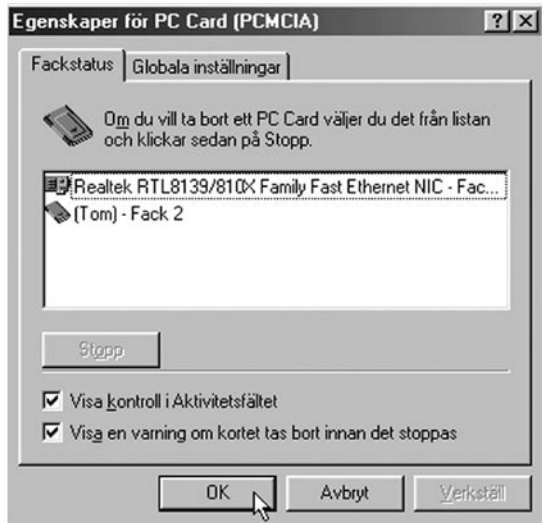 Egenskaper för PC Card (PCMCIA)
Fackstatus
Globala inställningar
Om du vill ta bort ett PC Card väljer du det från listan
och klickar sedan på Stopp.
Realtek RTL8139/810X Family Fast Ethernet NIC - Fac...
(Tom) - Fack 2
Stopp
Visa kontroll i Aktivitetsfältet
Visa en varning om kortet tas bort innan det stoppas
OK
Avbryt
Verkställ